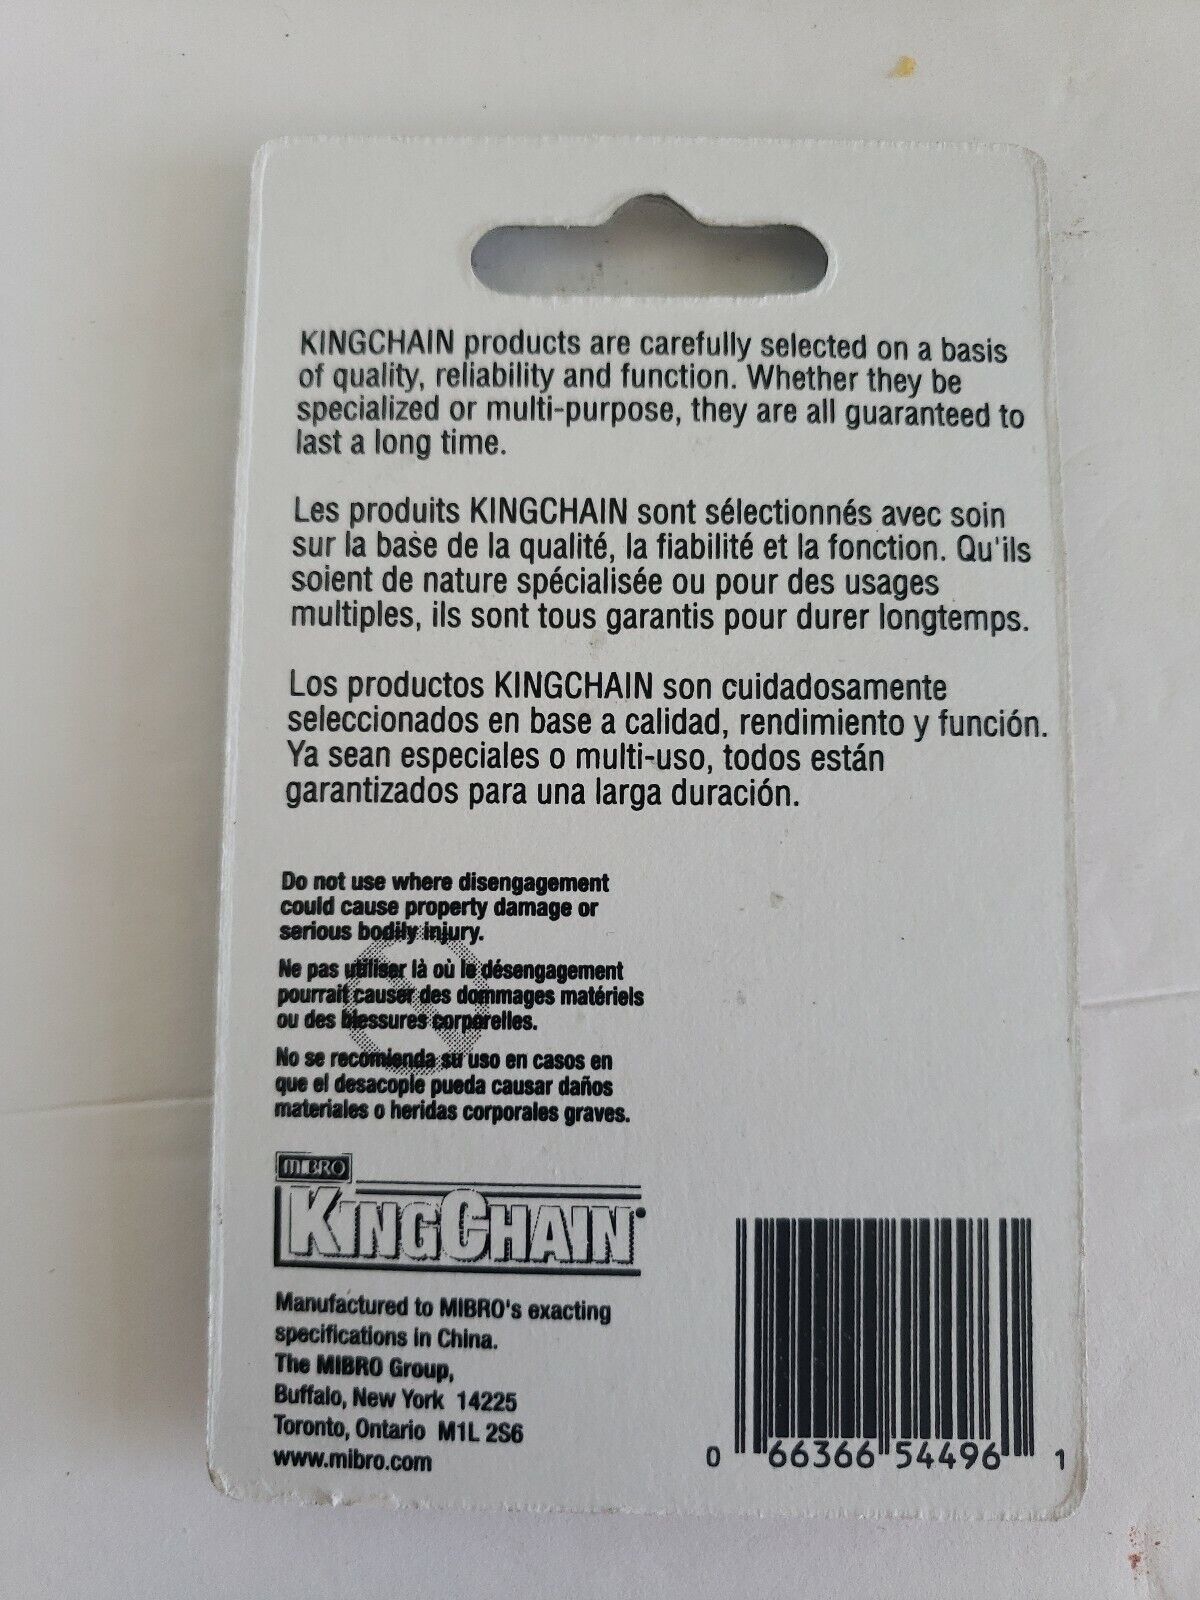 KINGCHAIN products are carefully selected on a basis
of quality, reliability and function. Whether they be
specialized or multi-purpose, they are all guaranteed to
last a long time.
Les produits KINGCHAIN sont sélectionnés avec soin
sur la base de la qualité, la fiabilité et la fonction. Qu'ils
soient de nature spécialisée ou pour des usages
multiples, ils sont tous garantis pour durer longtemps.
Los productos KINGCHAIN son cuidadosamente
seleccionados en base a calidad, rendimiento y función.
Ya sean especiales o multi-uso, todos están
garantizados para una larga duración.
Do not use where disengagement
could cause property damage or
serious bodily injury.
Ne pas utiliser là où le désengagement
pourrait causer des dommages matériels
ou des blessures corporelles.
No se recomienda su uso en casos en
que el desacople pueda causar daños
materiales o heridas corporales graves.
MIBRO
KINGCHAIN
Manufactured to MIBRO's exacting
specifications in China.
The MIBRO Group,
Buffalo, New York 14225
Toronto, Ontario M1L 2S6
www.mibro.com
0 66366 54496 1